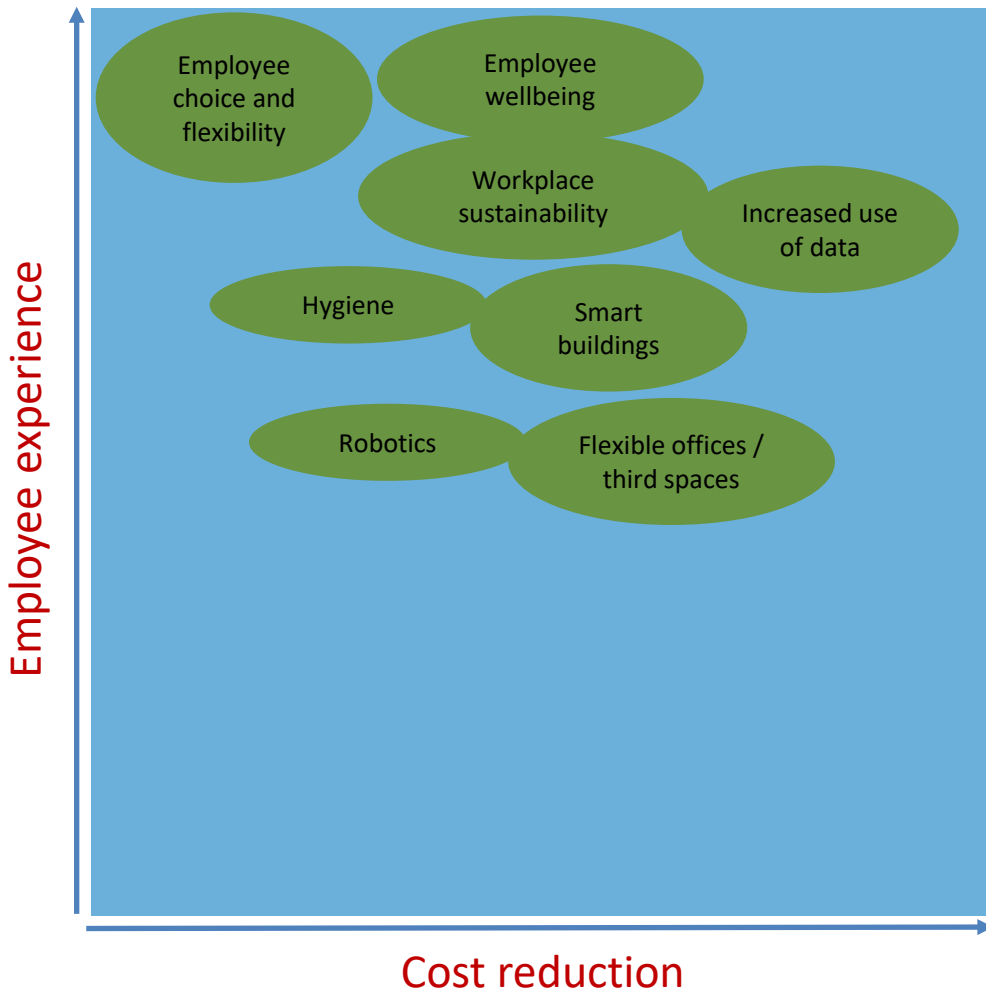 Employee
choice and
flexibility
Employee
wellbeing
Workplace
sustainability
Increased use
of data
Hygiene
Smart
buildings
Robotics
Flexible offices /
third spaces
Employee experience
Cost reduction